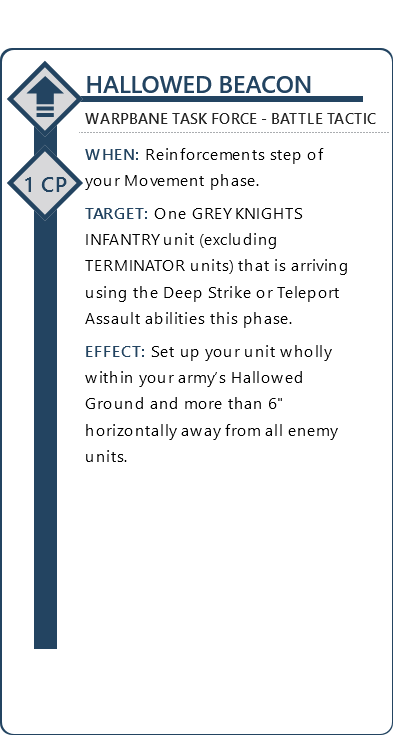 HALLOWED BEACON
WARPBANE TASK FORCE - BATTLE TACTIC
WHEN: Reinforcements step of
1 CP
your Movement phase.
TARGET: One GREY KNIGHTS
INFANTRY unit (excluding
TERMINATOR units) that is arriving
using the Deep Strike or Teleport
Assault abilities this phase.
EFFECT: Set up your unit wholly
within your army’s Hallowed
Ground and more than 6"
horizontally away from all enemy
units.